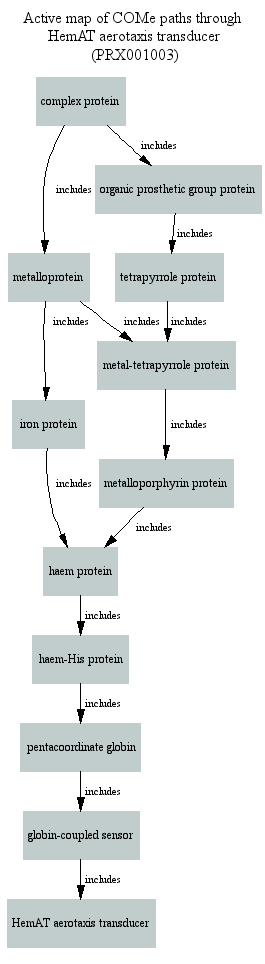 Active map of COMe paths through
HemAT aerotaxis transducer
(PRX001003)
complex protein
includes
includes
organic prosthetic group protein
includes
metalloprotein
tetrapyrrole protein
includes
includes
includes
metal-tetrapyrrole protein
iron protein
includes
metalloporphyrin protein
includes
includes
haem protein
includes
haem-His protein
includes
pentacoordinate globin
includes
globin-coupled sensor
includes
HemAT aerotaxis transducer